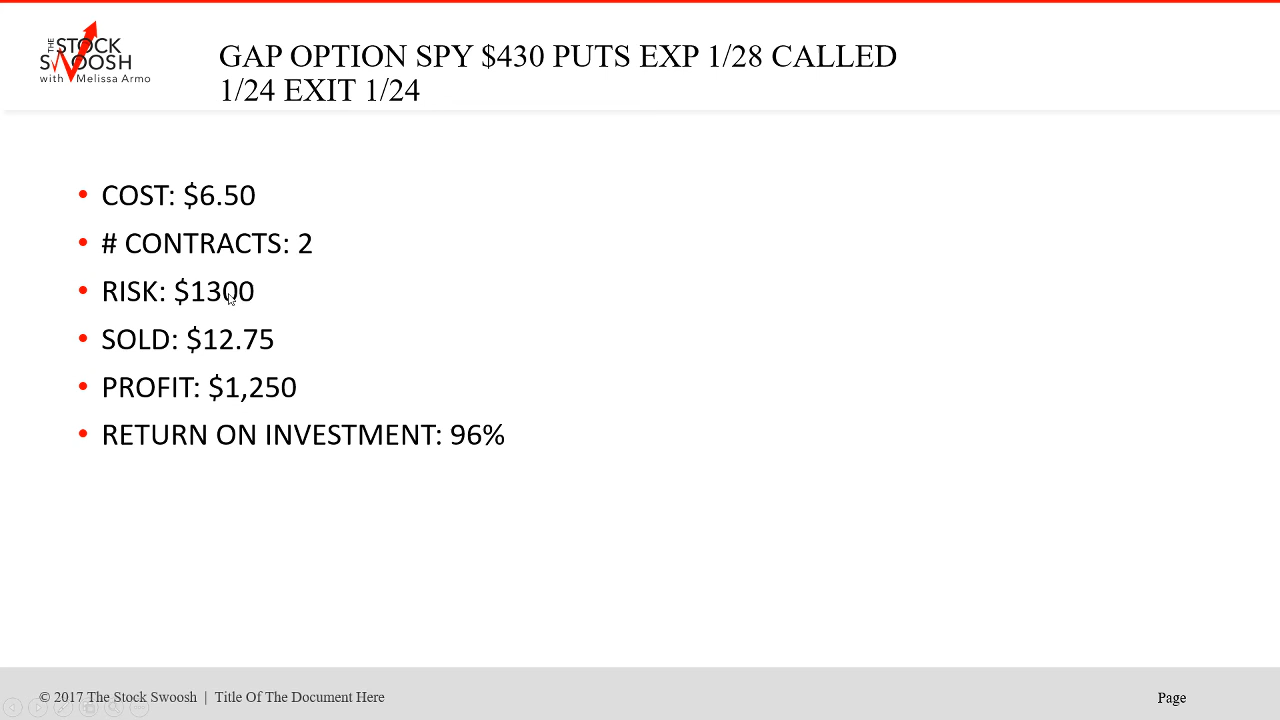 THE
STOCK
SWOOSH
with Melissa Armo
GAP OPTION SPY $430 PUTS EXP 1/28 CALLED
1/24 EXIT 1/24
• COST: $6.50
• # CONTRACTS: 2
• RISK: $1300
• SOLD: $12.75
• PROFIT: $1,250
• RETURN ON INVESTMENT: 96%
© 2017 The Stock Swoosh | Title Of The Document Here
Page